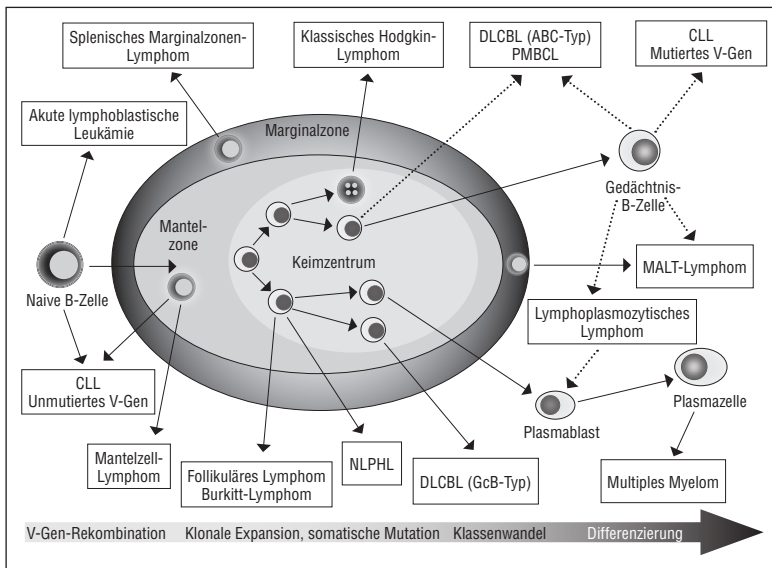 Splenisches Marginalzonen-
Lymphom
Klassisches Hodgkin-
Lymphom
DLCBL (ABC-Typ)
PMBCL
CLL
Mutiertes V-Gen
Akute lymphoblastische
Leukämie
Marginalzone
Gedächtnis-
B-Zelle
Mantel-
zone
Keimzentrum
MALT-Lymphom
Naive B-Zelle
Lymphoplasmozytisches
Lymphom
CLL
Unmutiertes V-Gen
Plasmablast
Plasmazelle
Mantelzell-
Lymphom
Follikuläres Lymphom
Burkitt-Lymphom
NLPHL
DLCBL (GcB-Typ)
Multiples Myelom
V-Gen-Rekombination Klonale Expansion, somatische Mutation Klassenwandel Differenzierung